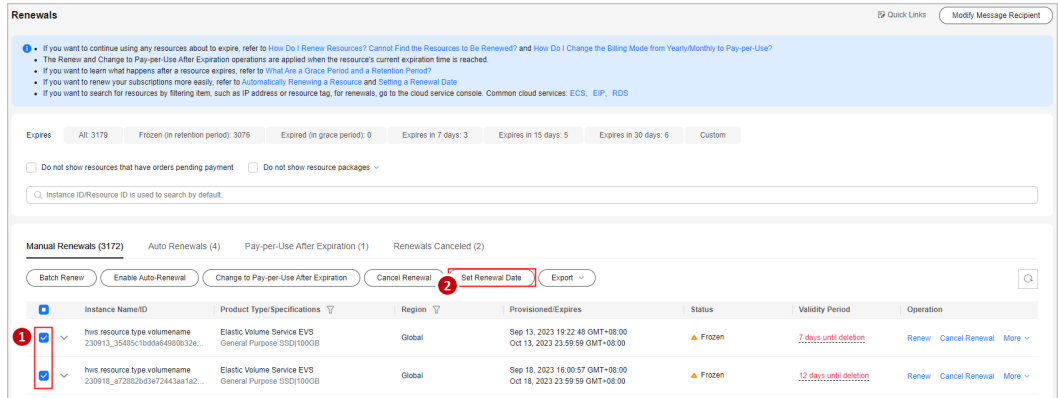 Renewals
Quick Links
Modify Message Recipient
If you want to continue using any resources about to expire, refer to How Do I Renew Resources? Cannot Find the Resources to Be Renewed? and How Do I Change the Billing Mode from Yearly/Monthly to Pay-per-Use?
The Renew and Change to Pay-per-Use After Expiration operations are applied when the resource's current expiration time is reached.
If you want to learn what happens after a resource expires, refer to What Are a Grace Period and a Retention Period?
If you want to renew your subscriptions more easily, refer to Automatically Renewing a Resource and Setting a Renewal Date
If you want to search for resources by filtering item, such as IP address or resource tag, for renewals, go to the cloud service console. Common cloud services: ECS、EIP、RDS
Expires All: 3179 Frozen (in retention period): 3076 Expired (in grace period): 0 Expires in 7 days: 3 Expires in 15 days: 5 Expires in 30 days: 6 Custom
Do not show resources that have orders pending payment Do not show resource packages
Instance ID/Resource ID is used to search by default.
Manual Renewals (3172) Auto Renewals (4) Pay-per-Use After Expiration (1) Renewals Canceled (2)
Batch Renew Enable Auto-Renewal Change to Pay-per-Use After Expiration Cancel Renewal 2 Set Renewal Date Export
Instance Name/ID Product Type/Specifications Region Provisioned/Expires Status Validity Period Operation
1
hws.resource.type.volumename Elastic Volume Service EVS Sep 13, 2023 19:22:48 GMT+08:00
Global Frozen 7 days until deletion Renew Cancel Renewal More
230913_35485c1bdda64980b32e... General Purpose SSD|100GB Oct 13, 2023 23:59:59 GMT+08:00
hws.resource.type.volumename Elastic Volume Service EVS Sep 18, 2023 16:00:57 GMT+08:00
Global Frozen 12 days until deletion Renew Cancel Renewal More
230918_a72882bd3e72443aa1a2... General Purpose SSD|100GB Oct 18, 2023 23:59:59 GMT+08:00